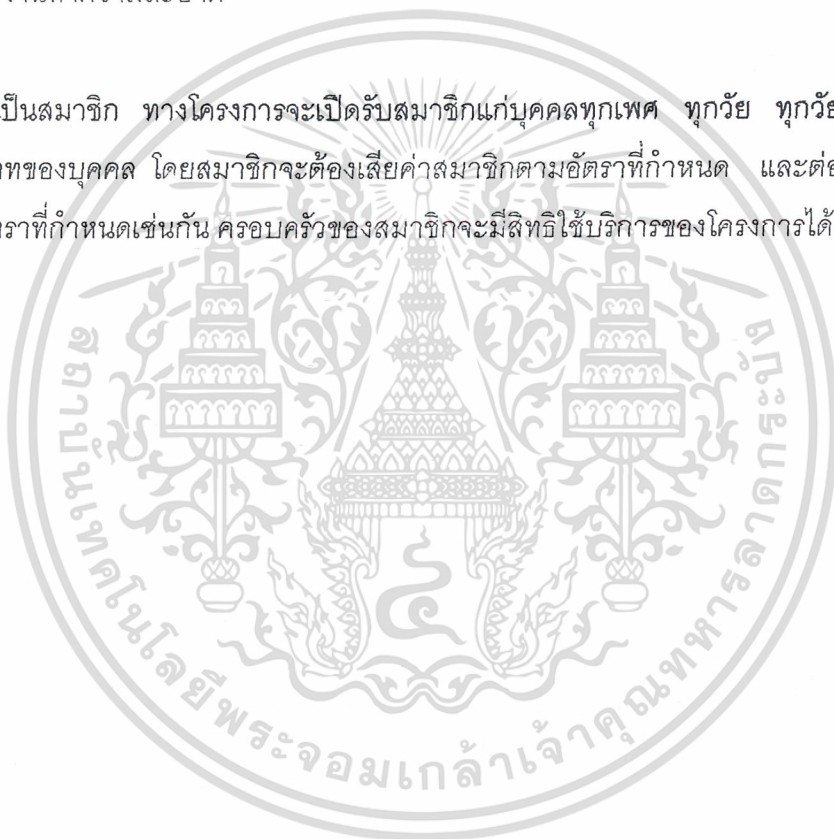 เป็นสมาชิก ทางโครงการจะเปิดรับสมาชิกแก่บุคคลทุกเพศ ทุกวัย ทุกวัย
ทของบุคคล โดยสมาชิกจะต้องเสียค่าสมาชิกตามอัตราที่กำหนด และต่อ
ราที่กำหนดเช่นกัน ครอบครัวของสมาชิกจะมีสิทธิใช้บริการของโครงการได้
สถาบันเทคโนโลยีพระจอมเกล้าเจ้าคุณทหารลาดกระบัง
๔